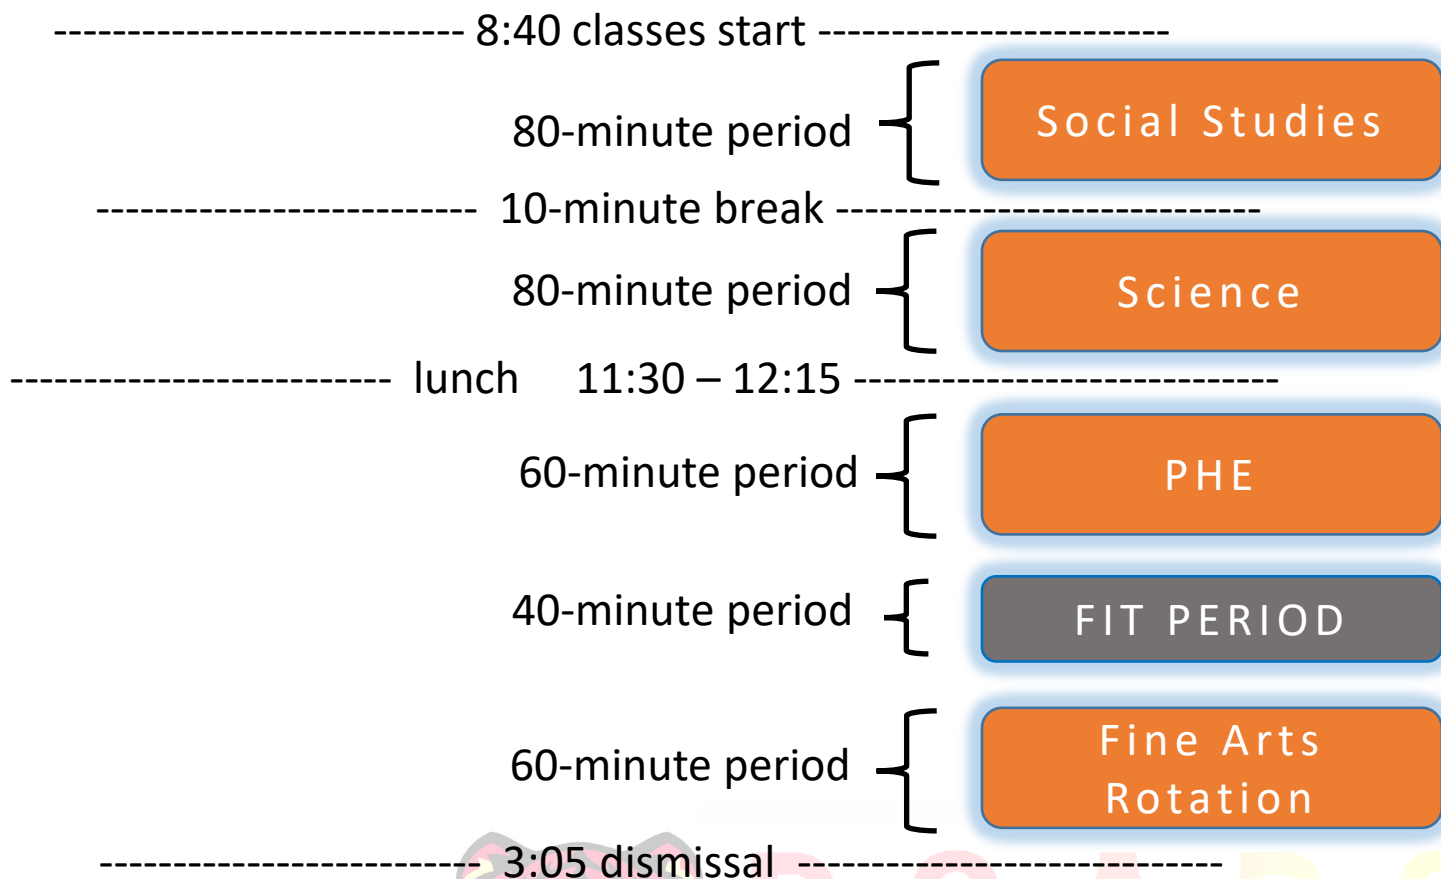 8:40 classes start
80-minute period
Social Studies
10-minute break
80-minute period
Science
lunch 11:30 – 12:15
60-minute period
PHE
40-minute period
FIT PERIOD
60-minute period
Fine Arts
Rotation
3:05 dismissal